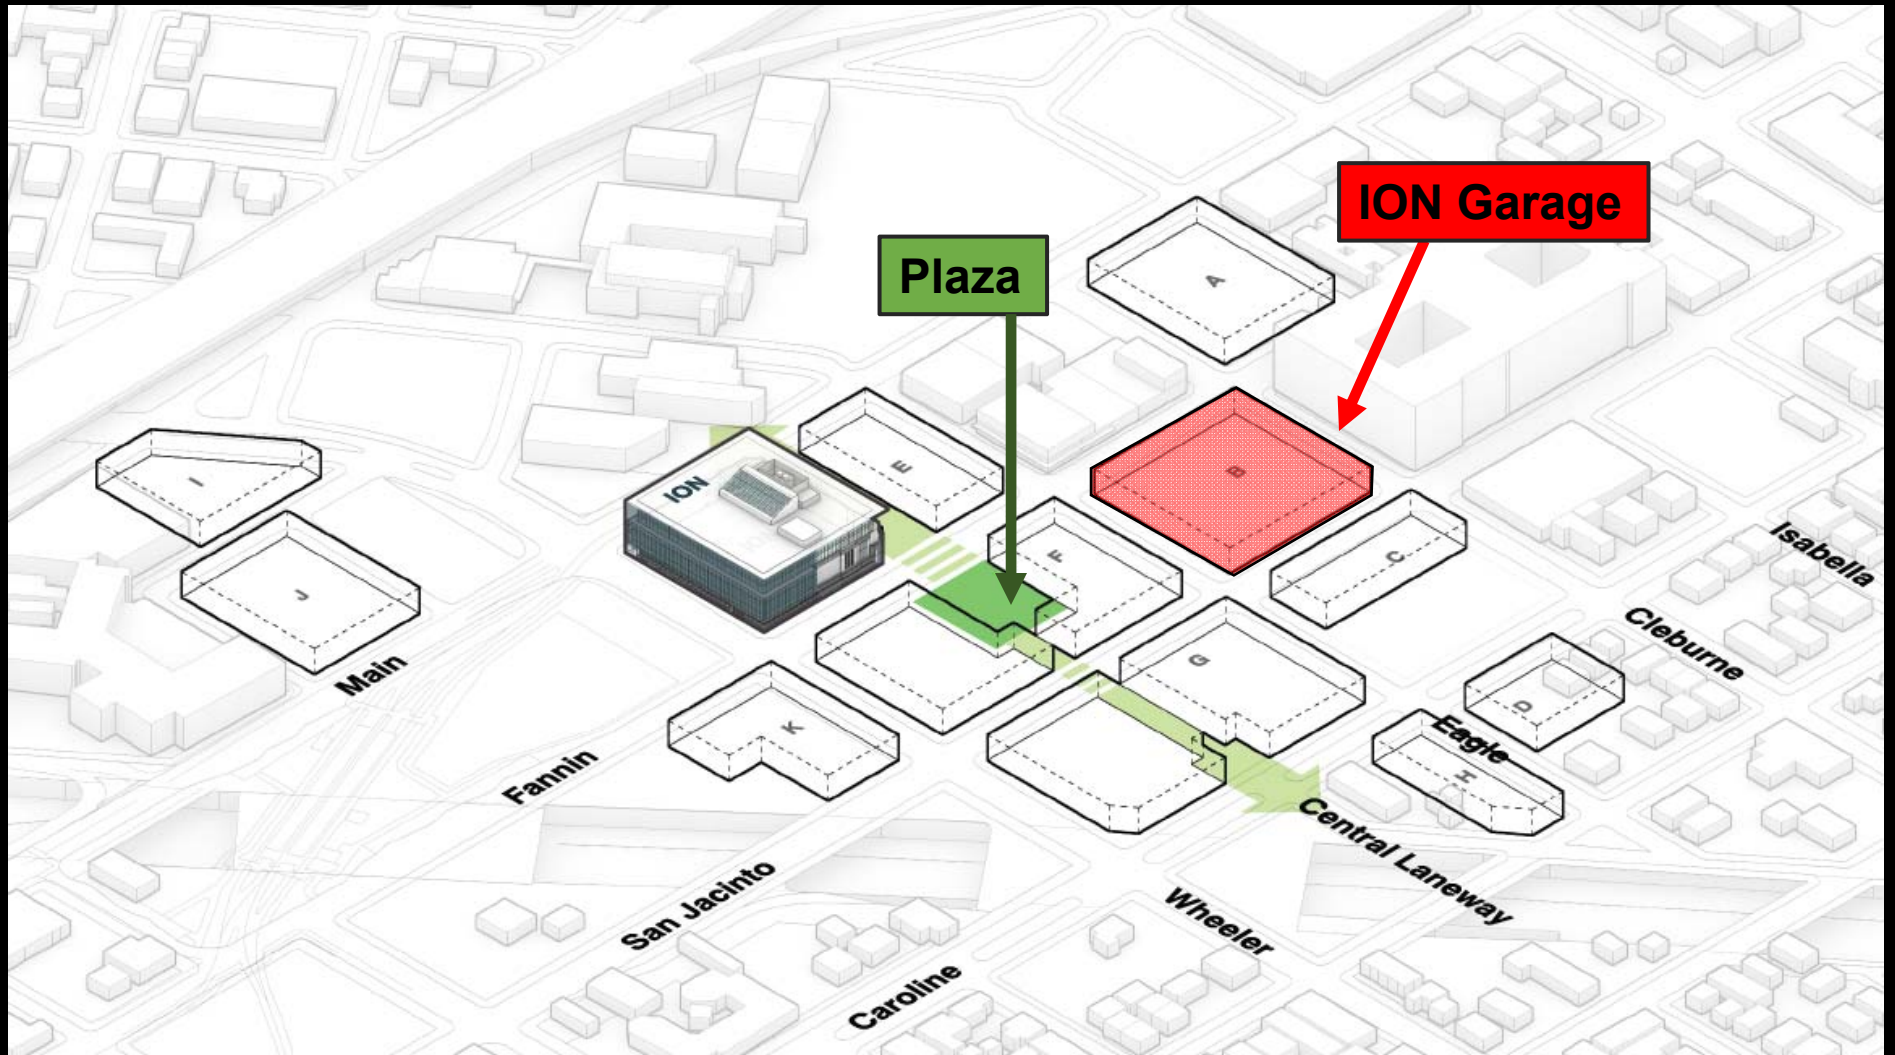 ION Garage
Plaza
A
B
C
E
ION
F
I
J
G
D
K
H
Isabella
Cleburne
Eagle
Main
Fannin
Central Laneway
San Jacinto
Wheeler
Caroline